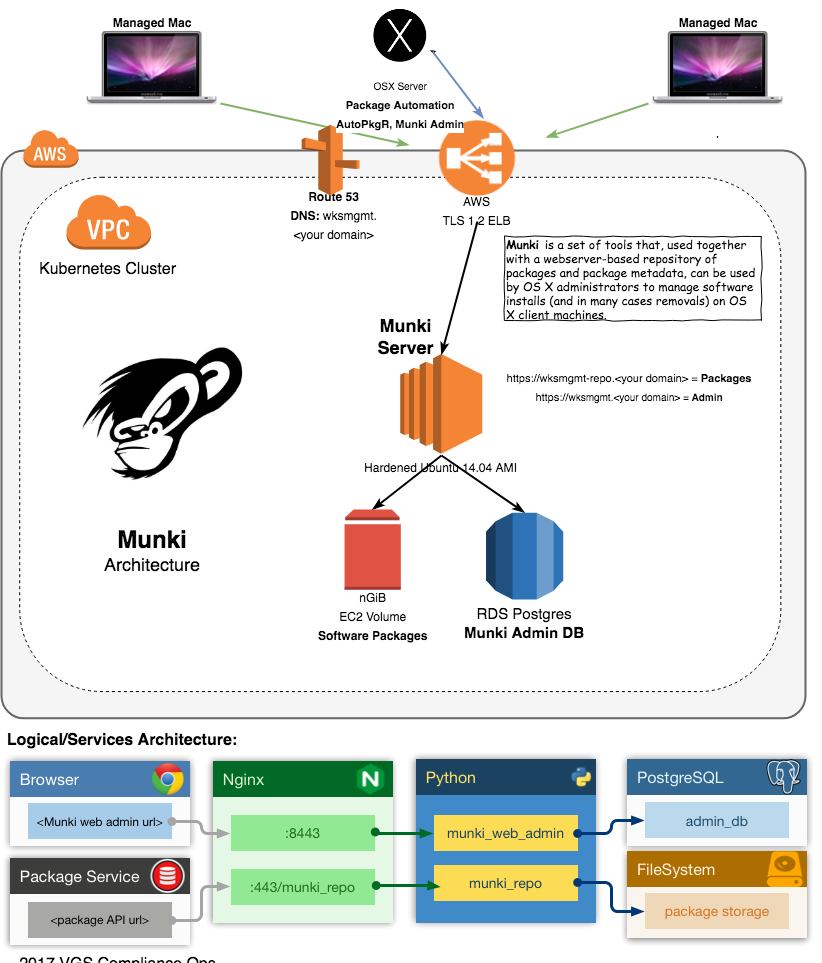 Managed Mac
Managed Mac
X
OSX Server
Package Automation
AutoPkgR, Munki Admin
AWS
Route 53
DNS: wksmgmt.
<your domain>
AWS
TLS 1.2 ELB
VPC
Kubernetes Cluster
Munki is a set of tools that, used together
with a webserver-based repository of
packages and package metadata, can be used
by OS X administrators to manage software
installs (and in many cases removals) on OS
X client machines.
Munki
Server
https://wksmgmt-repo.<your domain> = Packages
https://wksmgmt.<your domain> = Admin
Hardened Ubuntu 14.04 AMI
Munki
Architecture
nGiB
EC2 Volume
Software Packages
RDS Postgres
Munki Admin DB
Logical/Services Architecture:
Browser
<Munki web admin url>
Package Service
<package API url>
Nginx
N
:8443
:443/munki_repo
Python
munki_web_admin
munki_repo
PostgreSQL
admin_db
FileSystem
package storage
2017 VGS Compliance Ops